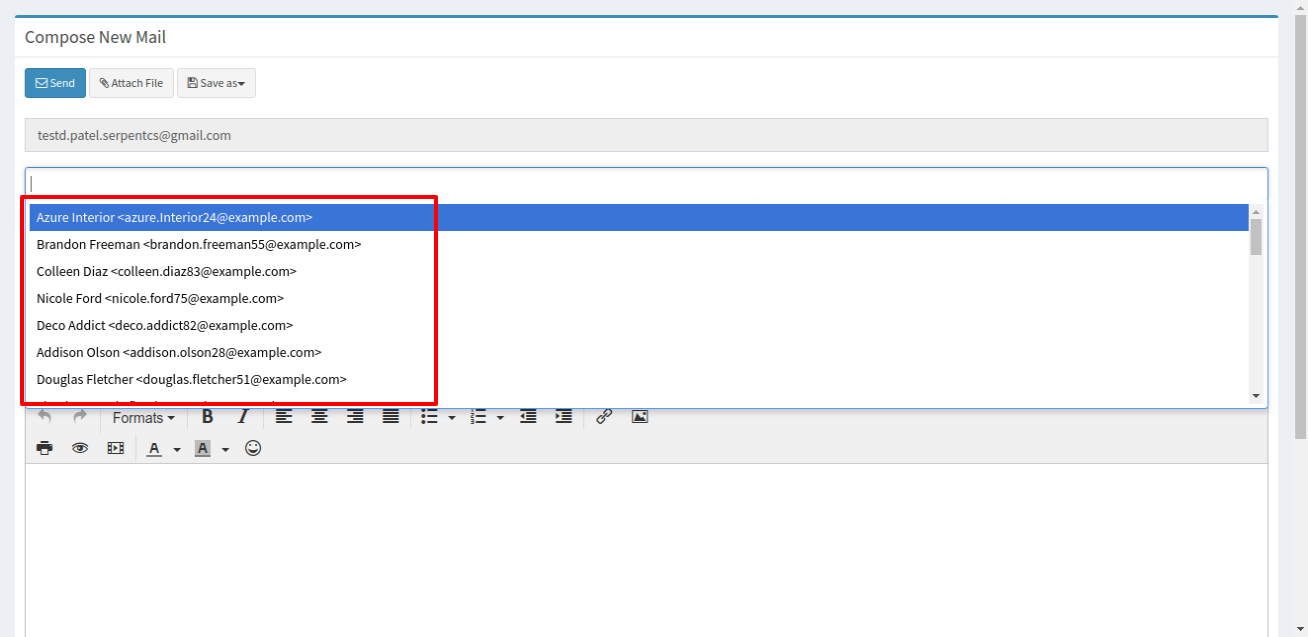 Compose New Mail
Send Attach File Save as
testd.patel.serpentcs@gmail.com
Azure Interior <azure.Interior24@example.com>
Brandon Freeman <brandon.freeman55@example.com>
Colleen Diaz <colleen.diaz83@example.com>
Nicole Ford <nicole.ford75@example.com>
Deco Addict <deco.addict82@example.com>
Addison Olson <addison.olson28@example.com>
Douglas Fletcher <douglas.fletcher51@example.com>
Formats B I
A A